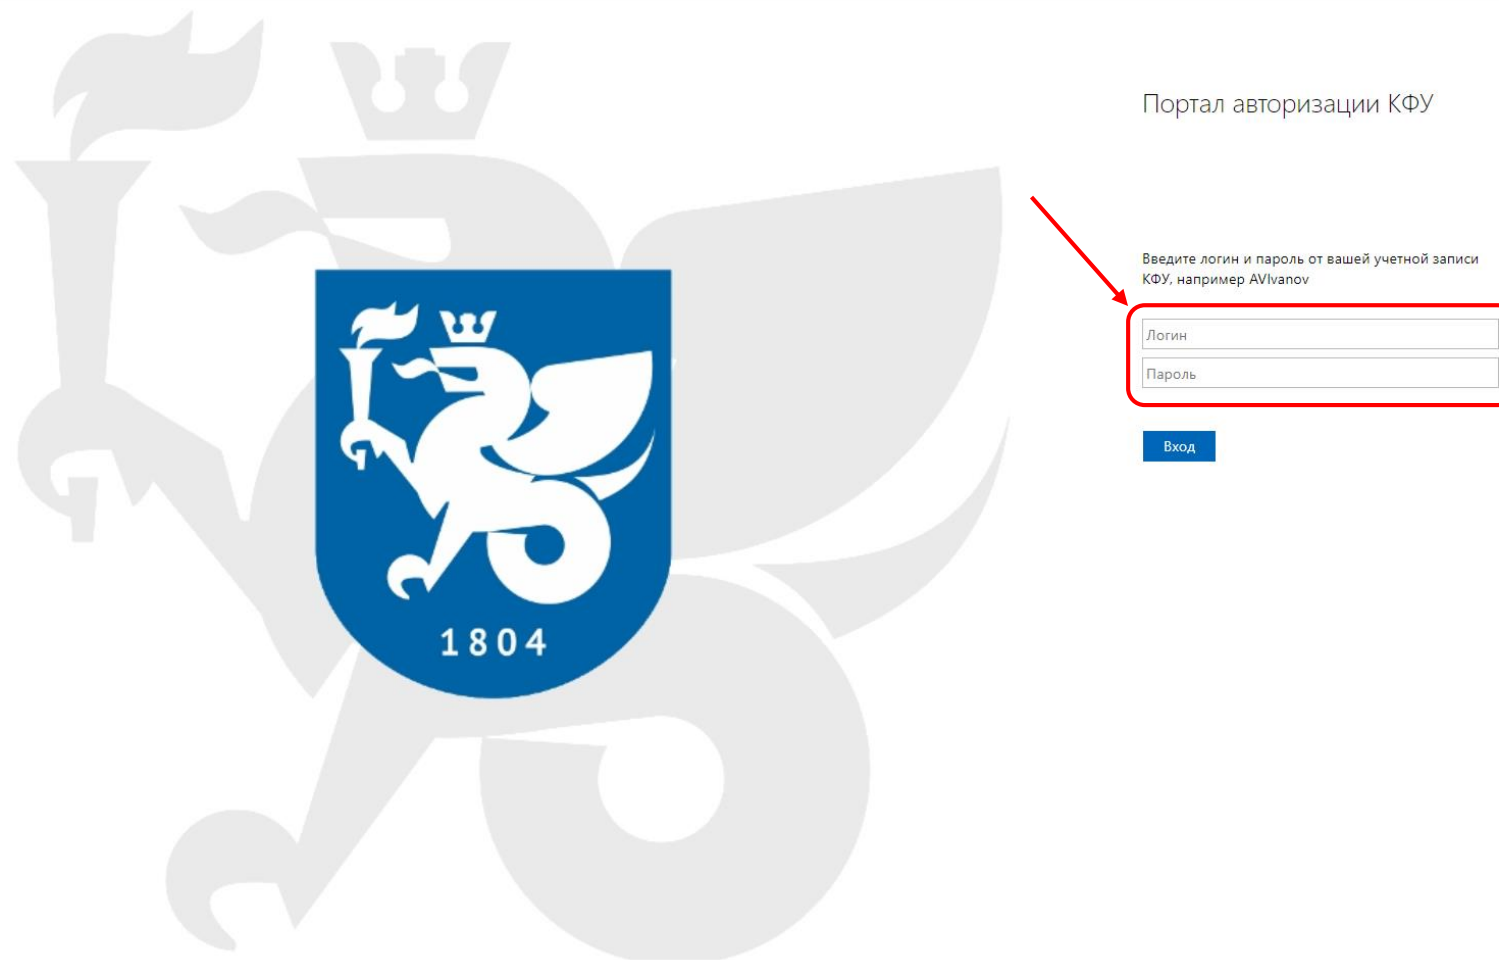 Портал авторизации КФУ
Введите логин и пароль от вашей учетной записи
КФУ, например AVIvanov
Логин
Пароль
Вход
1804